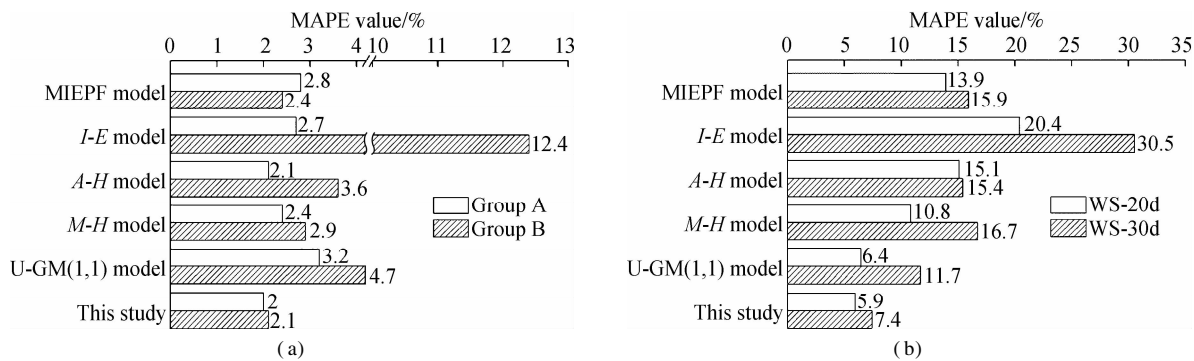 MAPE value/%
0 1 2 3 4 10 11 12 13
MIEPF model
2.8
2.4
I-E model
2.7
12.4
A-H model
2.1
3.6
M-H model
2.4
2.9
U-GM(1,1) model
3.2
4.7
This study
2
2.1
Group A
Group B
(a)
MAPE value/%
0 5 10 15 20 25 30 35
MIEPF model
13.9
15.9
I-E model
20.4
30.5
A-H model
15.1
15.4
M-H model
10.8
16.7
U-GM(1,1) model
6.4
11.7
This study
5.9
7.4
WS-20d
WS-30d
(b)